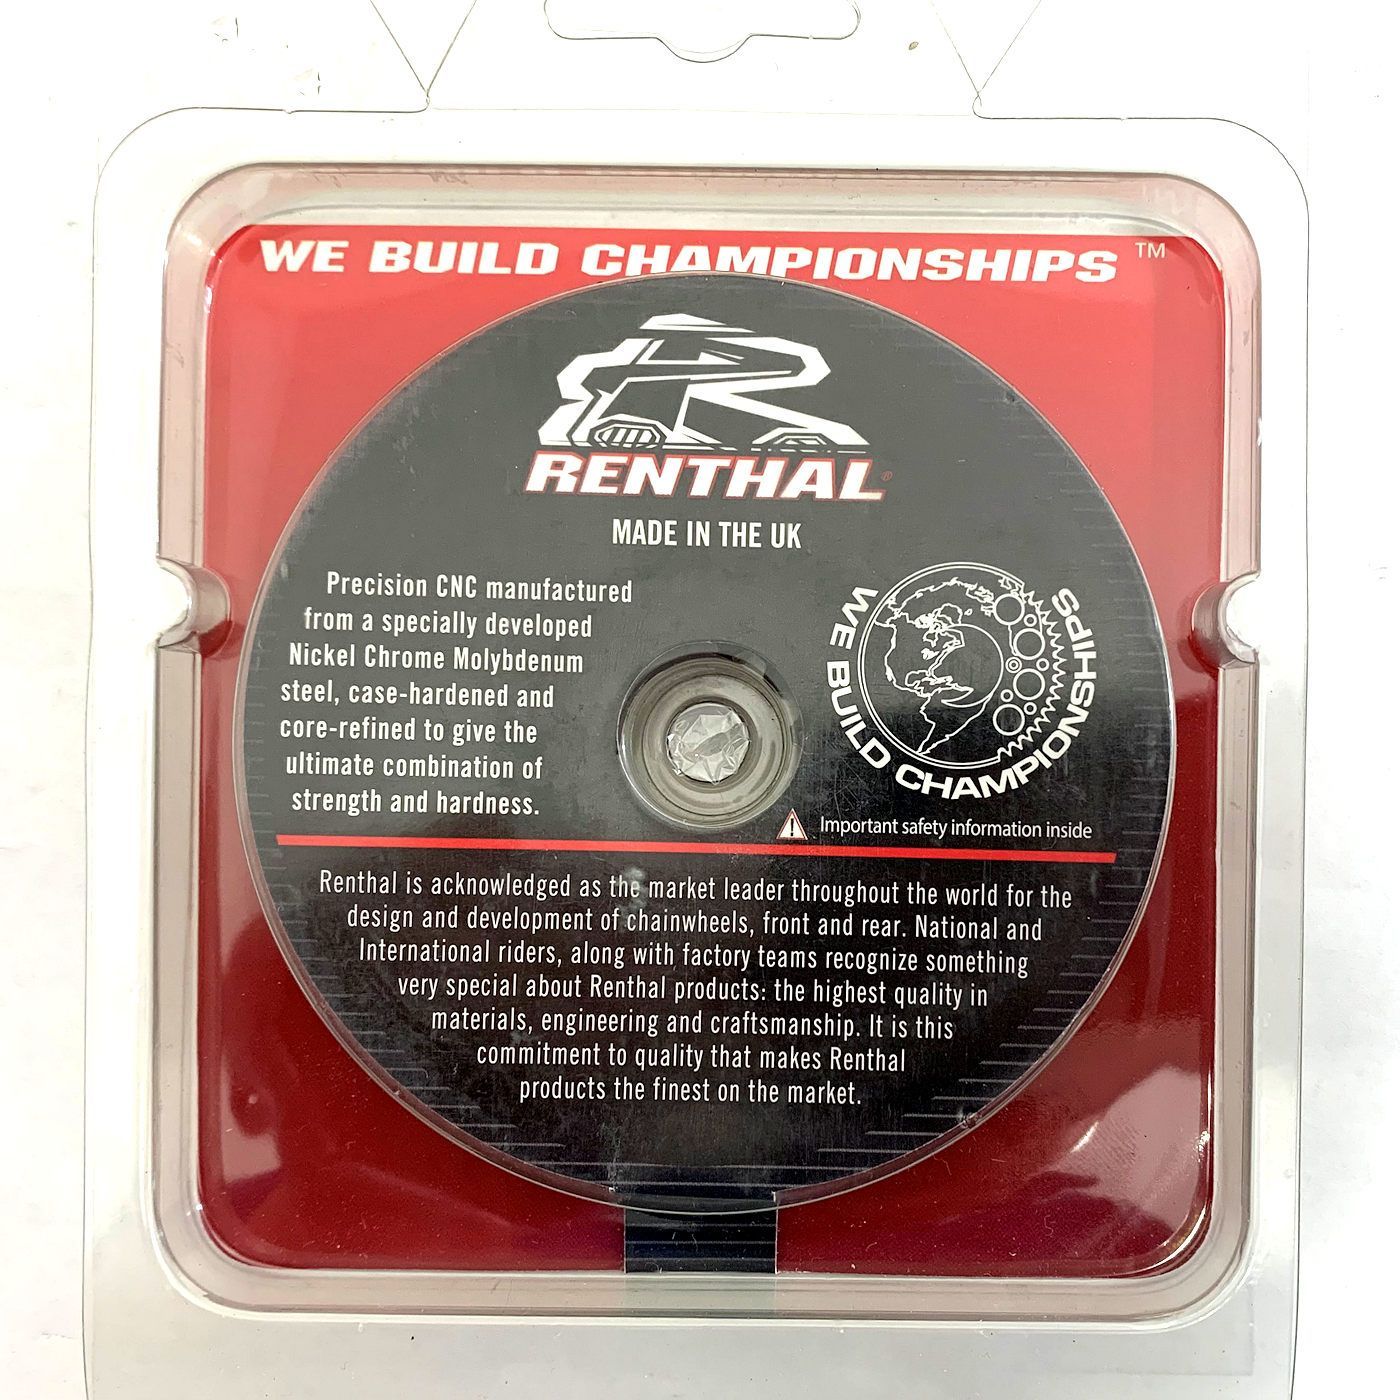 WE BUILD CHAMPIONSHIPS™
RENTHAL®
MADE IN THE UK
Precision CNC manufactured
from a specially developed
Nickel Chrome Molybdenum
steel, case-hardened and
core-refined to give the
ultimate combination of
strength and hardness.
WE BUILD CHAMPIONSHIPS
Important safety information inside
Renthal is acknowledged as the market leader throughout the world for the
design and development of chainwheels, front and rear. National and
International riders, along with factory teams recognize something
very special about Renthal products: the highest quality in
materials, engineering and craftsmanship. It is this
commitment to quality that makes Renthal
products the finest on the market.